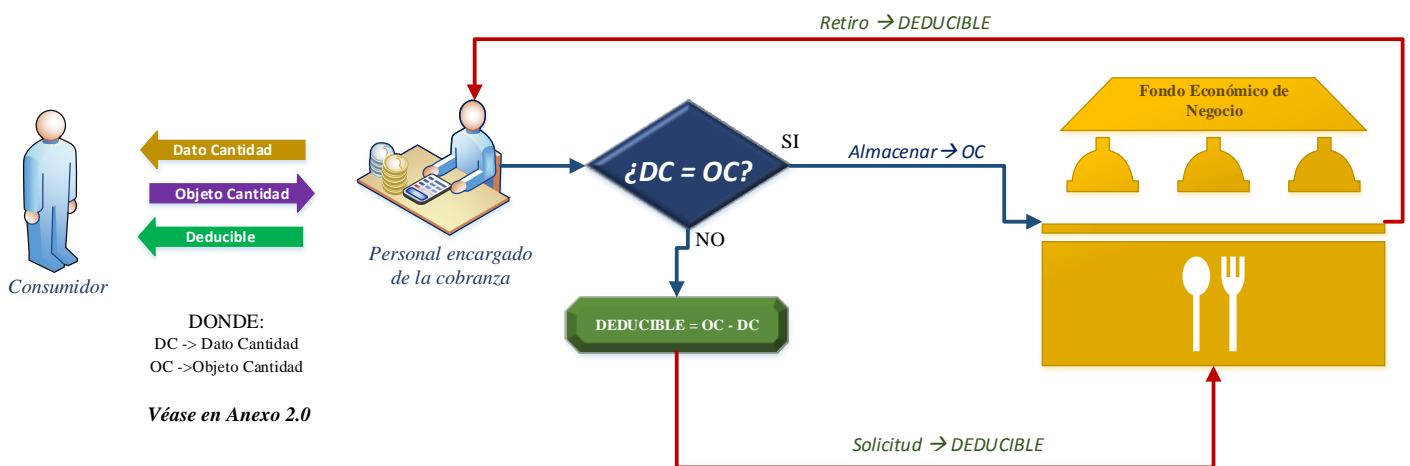 Retiro → DEDUCIBLE
Fondo Económico de
Negocio
Dato Cantidad
Objeto Cantidad
Deducible
Consumidor
Personal encargado
de la cobranza
¿DC = OC?
SI
Almacenar → OC
NO
DEDUCIBLE = OC - DC
DONDE:
DC -> Dato Cantidad
OC ->Objeto Cantidad
Véase en Anexo 2.0
Solicitud → DEDUCIBLE